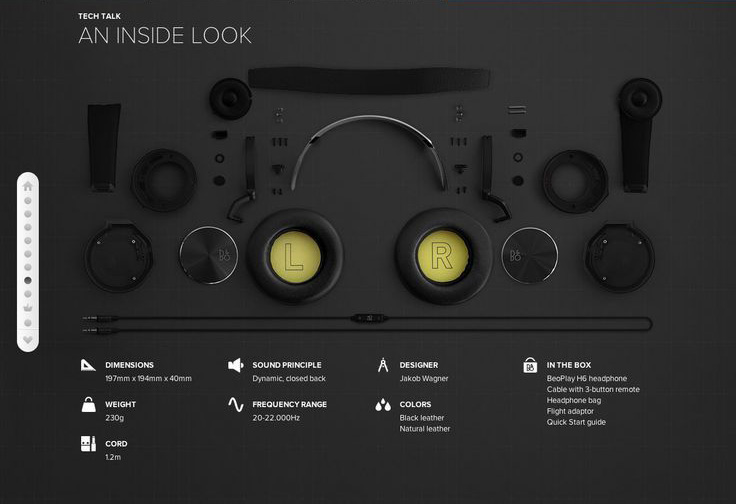 TECH TALK
AN INSIDE LOOK
L
R
DIMENSIONS
197mm x 194mm x 40mm
WEIGHT
230g
CORD
1.2m
SOUND PRINCIPLE
Dynamic, closed back
FREQUENCY RANGE
20-22.000Hz
DESIGNER
Jakob Wagner
COLORS
Black leather
Natural leather
IN THE BOX
BeoPlay H6 headphone
Cable with 3-button remote
Headphone bag
Flight adaptor
Quick Start guide